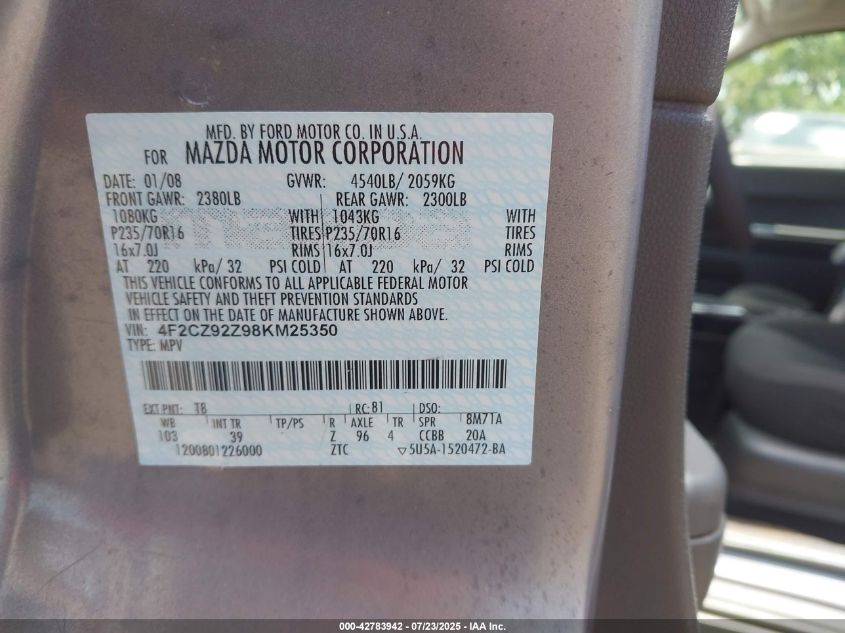 MFD. BY FORD MOTOR CO. IN U.S.A.
FOR MAZDA MOTOR CORPORATION
DATE: 01/08 GVWR: 4540LB/ 2059KG
FRONT GAWR: 2380LB REAR GAWR: 2300LB
1080KG WITH 1043KG WITH
P235/70R16 TIRES P235/70R16 TIRES
16x7.0J RIMS 16x7.0J RIMS
AT 220 kPa/ 32 PSI COLD AT 220 kPa/ 32 PSI COLD
THIS VEHICLE CONFORMS TO ALL APPLICABLE FEDERAL MOTOR
VEHICLE SAFETY AND THEFT PREVENTION STANDARDS
IN EFFECT ON THE DATE OF MANUFACTURE SHOWN ABOVE.
VIN: 4F2CZ92Z98KM25350
TYPE: MPV
EXT PNT: T8 RC: 81 DSO:
WB INT TR TP/PS R AXLE TR SPR 8M71A
103 39 Z 96 4 CCBB 20A
1200801226000 ZTC ▽5U5A-1520472-BA
000-42783942 - 07/23/2025 - IAA Inc.